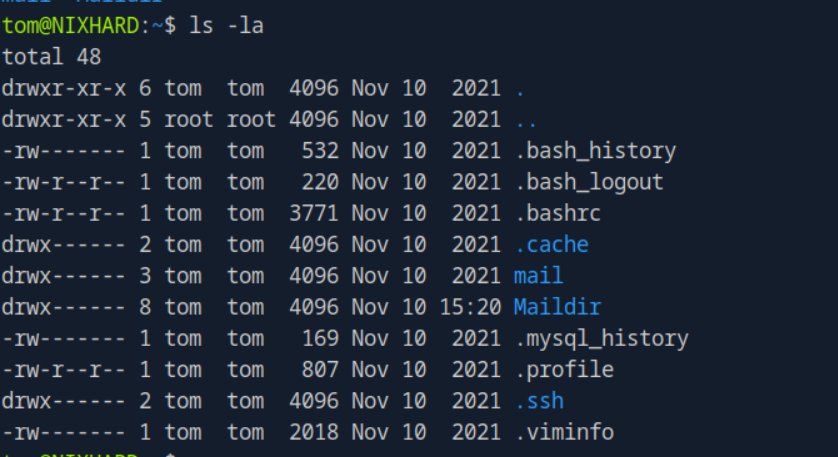 tom@NIXHARD:~$ ls -la
total 48
drwxr-xr-x 6 tom  tom  4096 Nov 10  2021 .
drwxr-xr-x 5 root root 4096 Nov 10  2021 ..
-rw------- 1 tom  tom   532 Nov 10  2021 .bash_history
-rw-r--r-- 1 tom  tom   220 Nov 10  2021 .bash_logout
-rw-r--r-- 1 tom  tom  3771 Nov 10  2021 .bashrc
drwx------ 2 tom  tom  4096 Nov 10  2021 .cache
drwx------ 3 tom  tom  4096 Nov 10  2021 mail
drwx------ 8 tom  tom  4096 Nov 10 15:20 Maildir
-rw------- 1 tom  tom   169 Nov 10  2021 .mysql_history
-rw-r--r-- 1 tom  tom   807 Nov 10  2021 .profile
drwx------ 2 tom  tom  4096 Nov 10  2021 .ssh
-rw------- 1 tom  tom  2018 Nov 10  2021 .viminfo